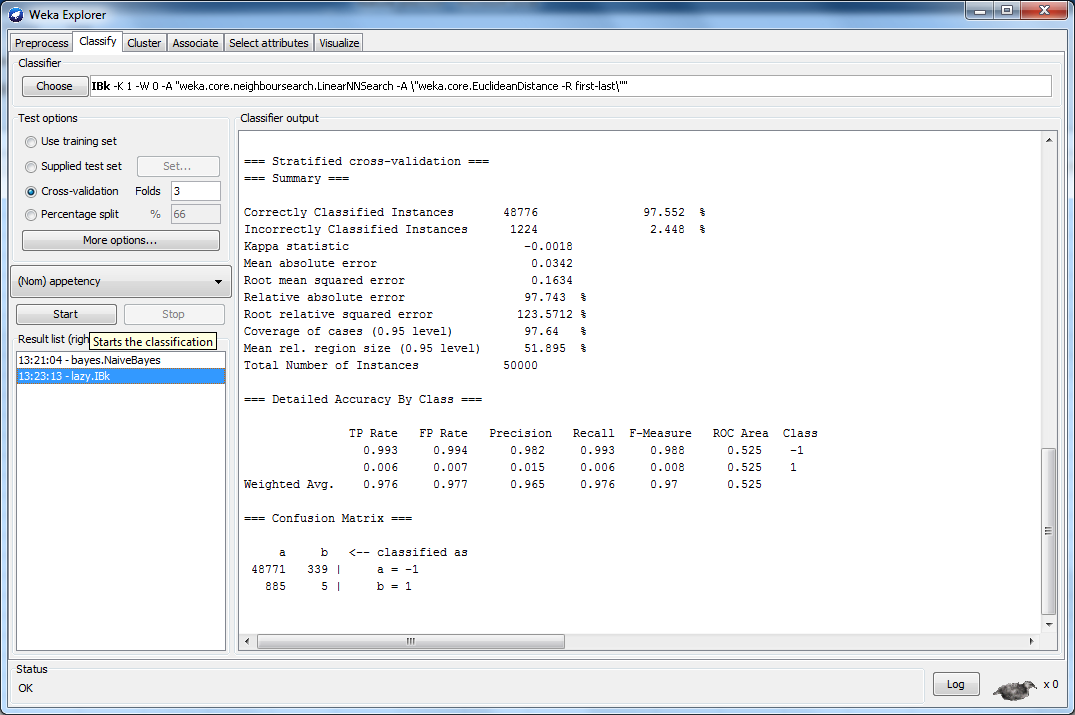 Weka Explorer
Preprocess Classify Cluster Associate Select attributes Visualize
Classifier
Choose IBk -K 1 -W 0 -A "weka.core.neighboursearch.LinearNNSearch -A \"weka.core.EuclideanDistance -R first-last\""
Test options
Use training set
Supplied test set Set...
Cross-validation Folds 3
Percentage split % 66
More options...
(Nom) appetency
Start Stop
Result list (righ
Starts the classification
13:21:04 - bayes.NaiveBayes
13:23:13 - lazy.IBk
Classifier output
=== Stratified cross-validation ===
=== Summary ===
Correctly Classified Instances 48776 97.552 %
Incorrectly Classified Instances 1224 2.448 %
Kappa statistic -0.0018
Mean absolute error 0.0342
Root mean squared error 0.1634
Relative absolute error 97.743 %
Root relative squared error 123.5712 %
Coverage of cases (0.95 level) 97.64 %
Mean rel. region size (0.95 level) 51.895 %
Total Number of Instances 50000
=== Detailed Accuracy By Class ===
TP Rate FP Rate Precision Recall F-Measure ROC Area Class
0.993 0.994 0.982 0.993 0.988 0.525 -1
0.006 0.007 0.015 0.006 0.008 0.525 1
Weighted Avg. 0.976 0.977 0.965 0.976 0.97 0.525
=== Confusion Matrix ===
a b <-- classified as
48771 339 | a = -1
885 5 | b = 1
Status
OK
Log x 0